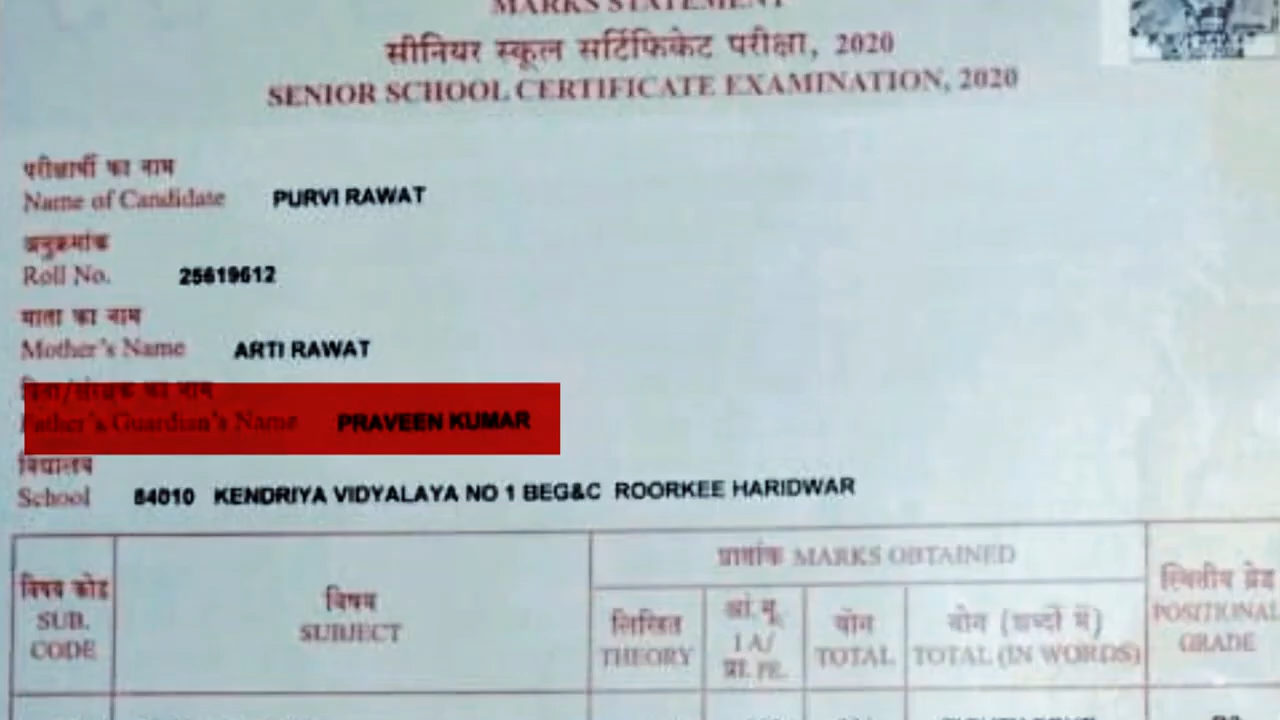 MARKS STATEMENT
सीनियर स्कूल सर्टिफिकेट परीक्षा, 2020
SENIOR SCHOOL CERTIFICATE EXAMINATION, 2020
परीक्षार्थी का नाम
Name of Candidate PURVI RAWAT
अनुक्रमांक
Roll No. 25619612
माता का नाम
Mother's Name ARTI RAWAT
पिता/संरक्षक का नाम
Father's Guardian's Name PRAVEEN KUMAR
विद्यालय
School 84010 KENDRIYA VIDYALAYA NO 1 BEG&C ROORKEE HARIDWAR
प्राप्तांक MARKS OBTAINED
विषय कोड
SUB. CODE
विषय
SUBJECT
लिखित
THEORY
आं.मू.
I A/
प्रा. PR.
योग
TOTAL
योग (शब्दों में)
TOTAL (IN WORDS)
स्थितीय ग्रेड
POSITIONAL GRADE